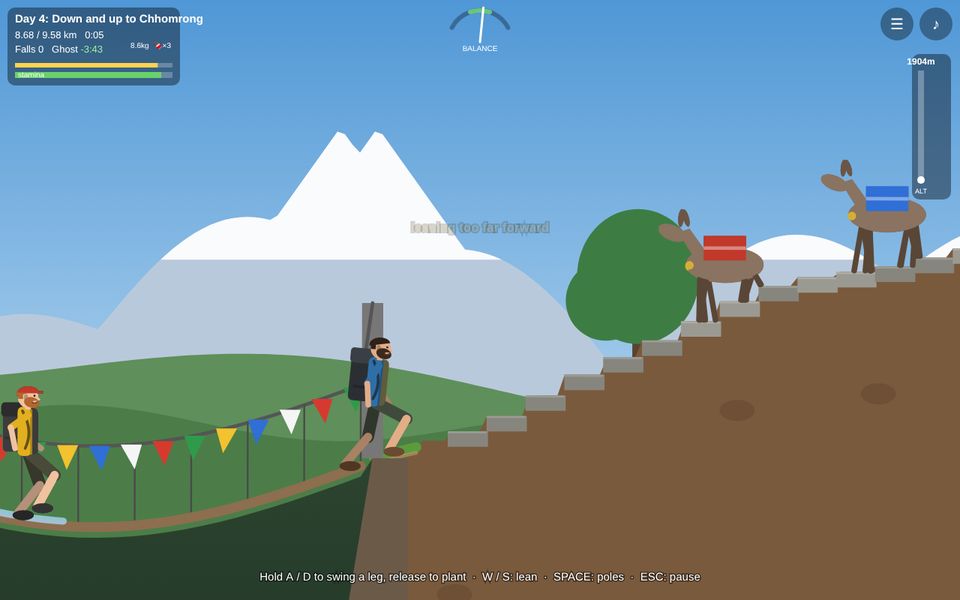 Day 4: Down and up to Chhomrong
8.68 / 9.58 km 0:05
Falls 0 Ghost -3:43
8.6kg ×3
stamina
BALANCE
1904m
ALT
leaning too far forward
Hold A / D to swing a leg, release to plant · W / S: lean · SPACE: poles · ESC: pause